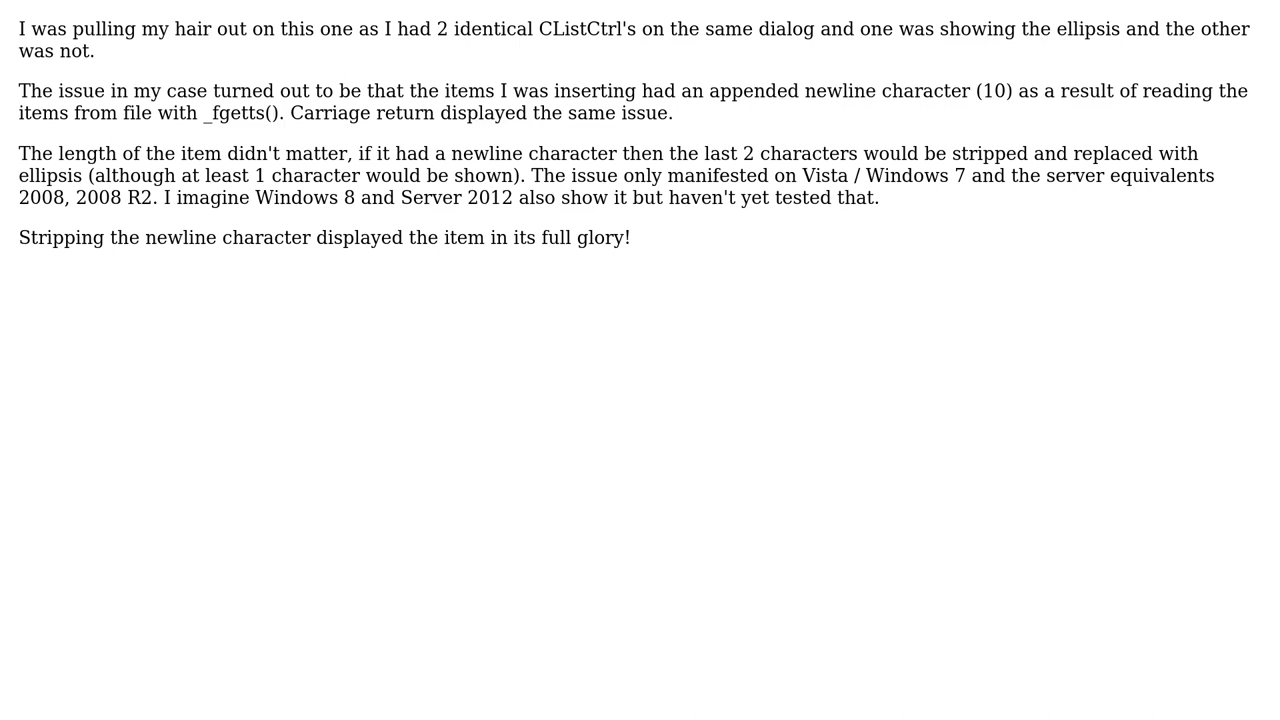 I was pulling my hair out on this one as I had 2 identical CListCtrl's on the same dialog and one was showing the ellipsis and the other
was not.
The issue in my case turned out to be that the items I was inserting had an appended newline character (10) as a result of reading the
items from file with _fgetts(). Carriage return displayed the same issue.
The length of the item didn't matter, if it had a newline character then the last 2 characters would be stripped and replaced with
ellipsis (although at least 1 character would be shown). The issue only manifested on Vista / Windows 7 and the server equivalents
2008, 2008 R2. I imagine Windows 8 and Server 2012 also show it but haven't yet tested that.
Stripping the newline character displayed the item in its full glory!